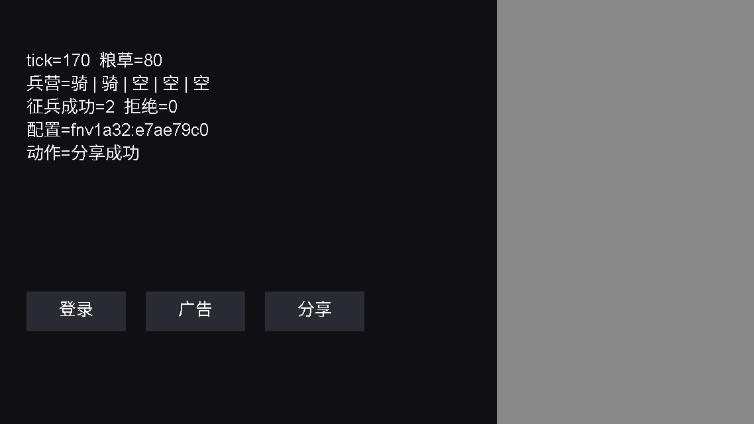 tick=170 粮草=80
兵营=骑 | 骑 | 空 | 空 | 空
征兵成功=2 拒绝=0
配置=fnv1a32:e7ae79c0
动作=分享成功
登录 广告 分享